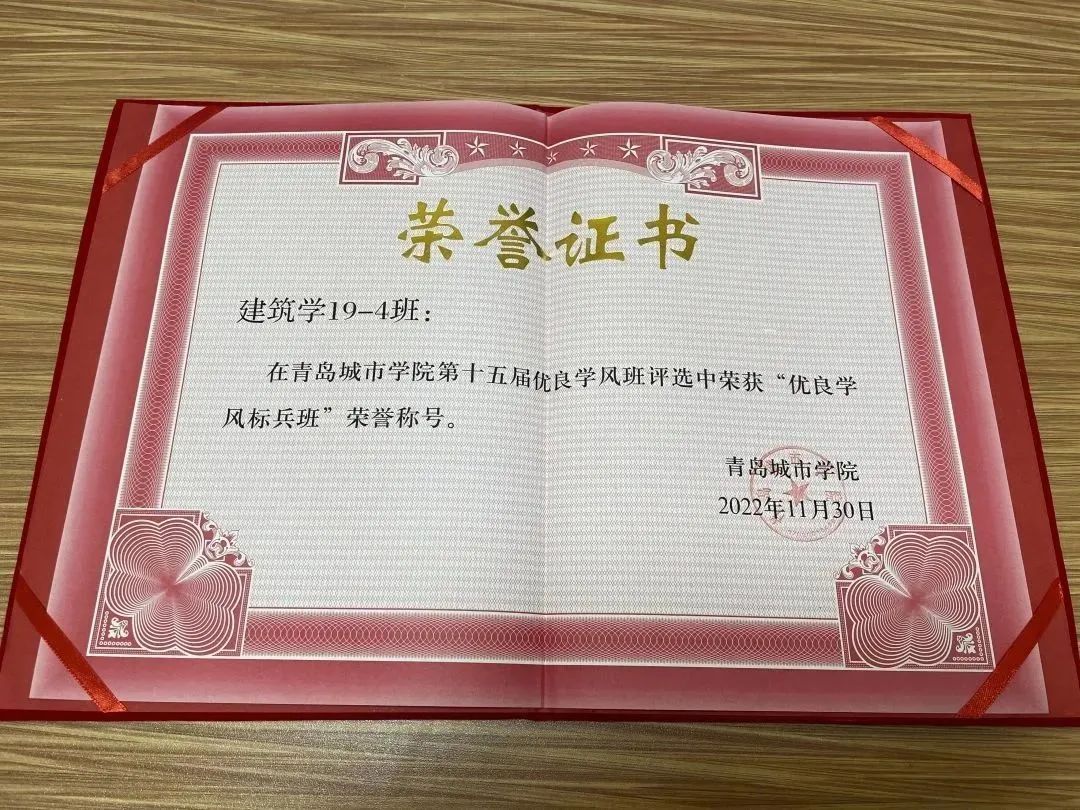 荣誉证书
建筑学19-4班：
在青岛城市学院第十五届优良学风班评选中荣获“优良学
风标兵班”荣誉称号。
青岛城市学院
2022年11月30日